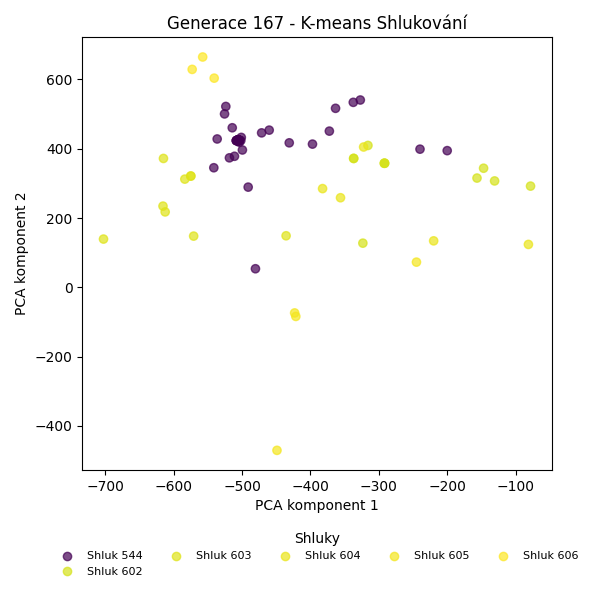 Generace 167 - K-means Shlukování
PCA komponent 2
600
400
200
0
−200
−400
−700 −600 −500 −400 −300 −200 −100
PCA komponent 1
Shluky
Shluk 544 Shluk 603 Shluk 604 Shluk 605 Shluk 606
Shluk 602